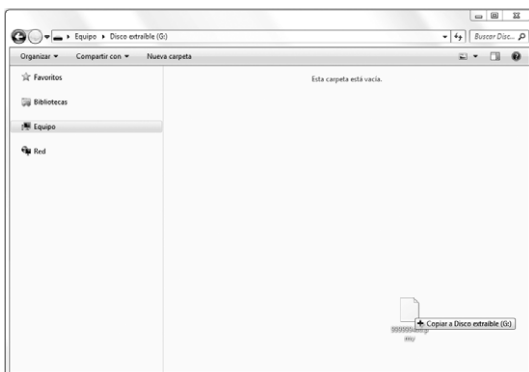 Equipo ▸ Disco extraíble (G:)
Buscar Disc...
Organizar ▾ Compartir con ▾ Nueva carpeta
Favoritos
Esta carpeta está vacía.
Bibliotecas
Equipo
Red
Copiar a Disco extraíble (G:)